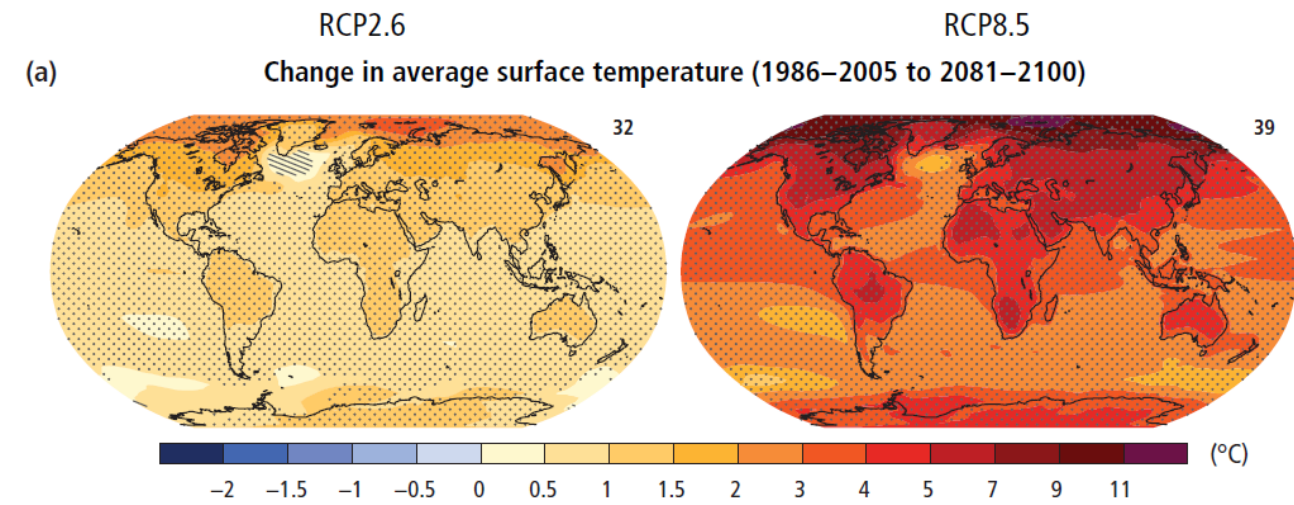 RCP2.6 RCP8.5
(a) Change in average surface temperature (1986–2005 to 2081–2100)
32 39
(°C)
−2 −1.5 −1 −0.5 0 0.5 1 1.5 2 3 4 5 7 9 11